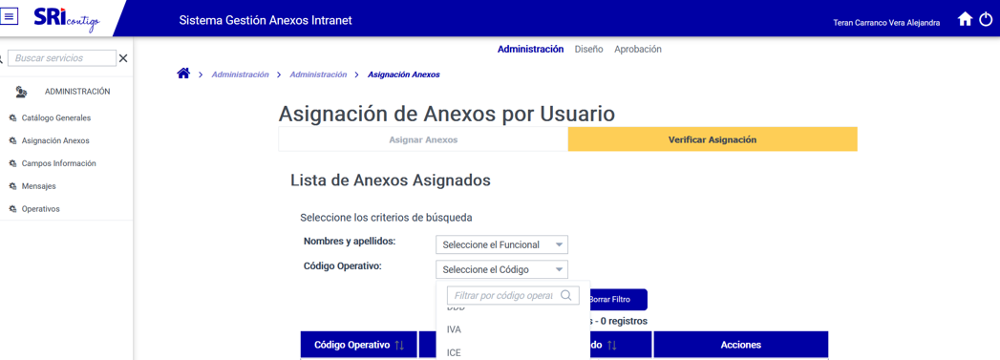 SRi contigo
Sistema Gestión Anexos Intranet
Teran Carranco Vera Alejandra
Buscar servicios
ADMINISTRACIÓN
Catálogo Generales
Asignación Anexos
Campos Información
Mensajes
Operativos
Administración Diseño Aprobación
Administración > Administración > Asignación Anexos
Asignación de Anexos por Usuario
Asignar Anexos Verificar Asignación
Lista de Anexos Asignados
Seleccione los criterios de búsqueda
Nombres y apellidos: Seleccione el Funcional
Código Operativo: Seleccione el Código
Filtrar por código opera
Borrar Filtro
DDD
s - 0 registros
IVA
Código Operativo do Acciones
ICE